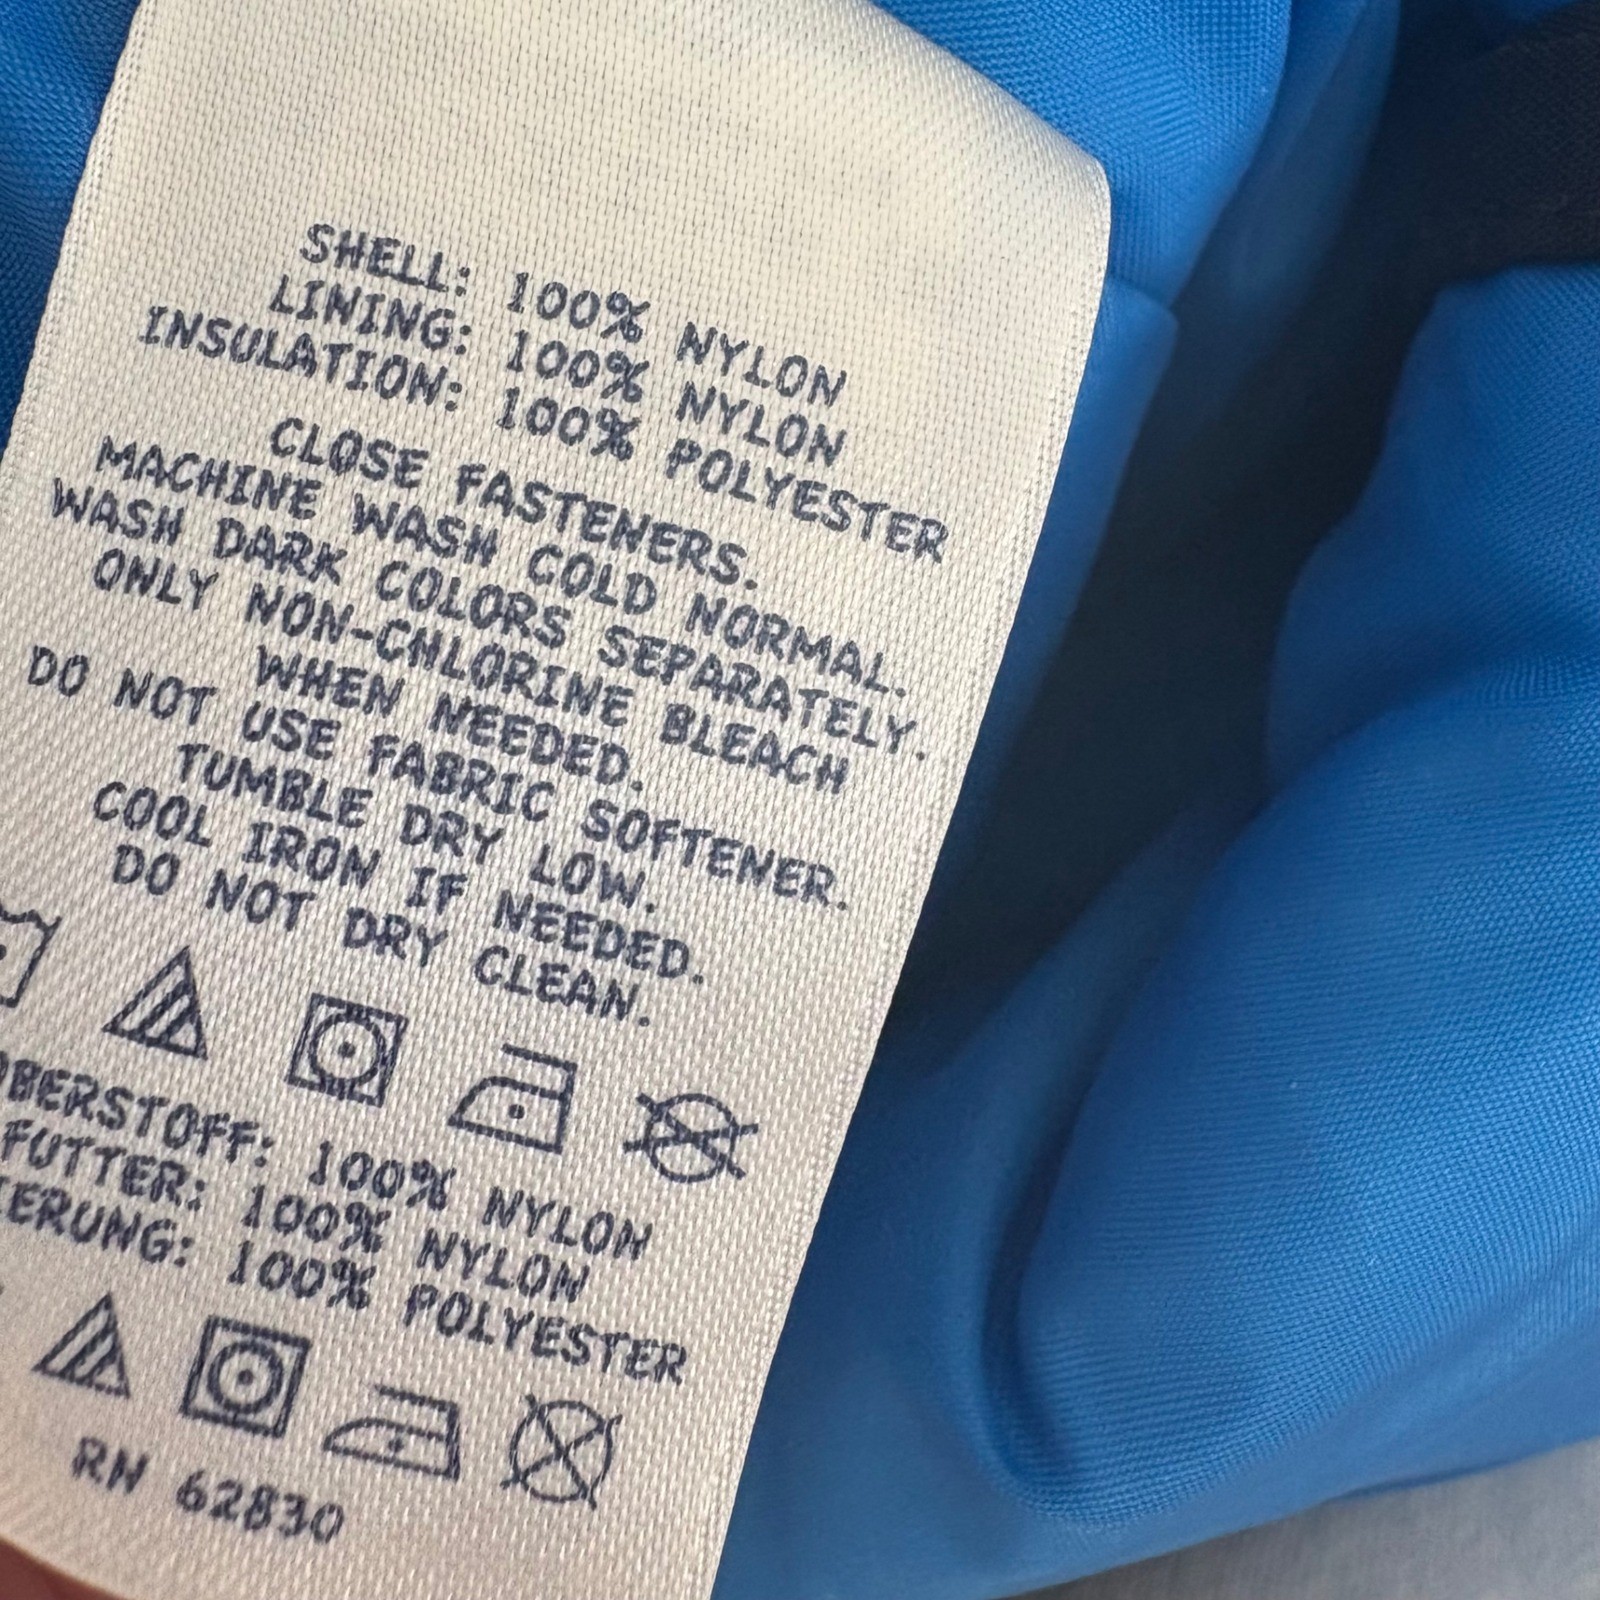 SHELL: 100% NYLON
LINING: 100% NYLON
INSULATION: 100% POLYESTER
CLOSE FASTENERS.
MACHINE WASH COLD NORMAL.
WASH DARK COLORS SEPARATELY.
ONLY NON-CHLORINE BLEACH
WHEN NEEDED.
DO NOT USE FABRIC SOFTENER.
TUMBLE DRY LOW.
COOL IRON IF NEEDED.
DO NOT DRY CLEAN.
OBERSTOFF: 100% NYLON
FUTTER: 100% NYLON
IERUNG: 100% POLYESTER
RN 62830